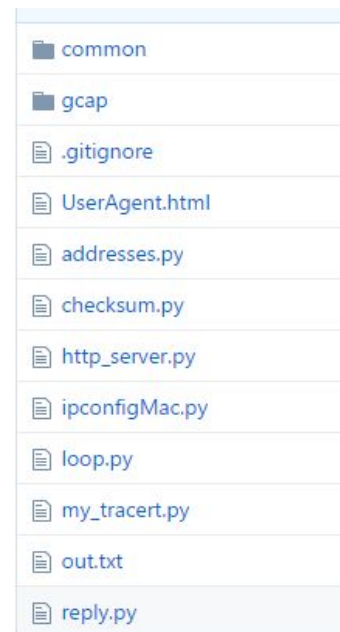 common
gcap
.gitignore
UserAgent.html
addresses.py
checksum.py
http_server.py
ipconfigMac.py
loop.py
my_tracert.py
out.txt
reply.py